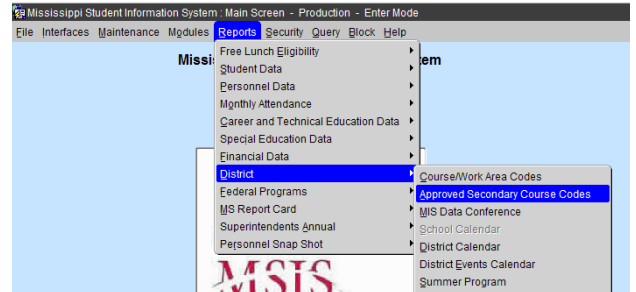 Mississippi Student Information System : Main Screen - Production - Enter Mode
File Interfaces Maintenance Modules Reports Security Query Block Help
Missi tem
Free Lunch Eligibility
Student Data
Personnel Data
Monthly Attendance
Career and Technical Education Data
Special Education Data
Financial Data
District
Course/Work Area Codes
Federal Programs
Approved Secondary Course Codes
MS Report Card
MIS Data Conference
Superintendents Annual
School Calendar
Personnel Snap Shot
District Calendar
District Events Calendar
Summer Program
MSIS